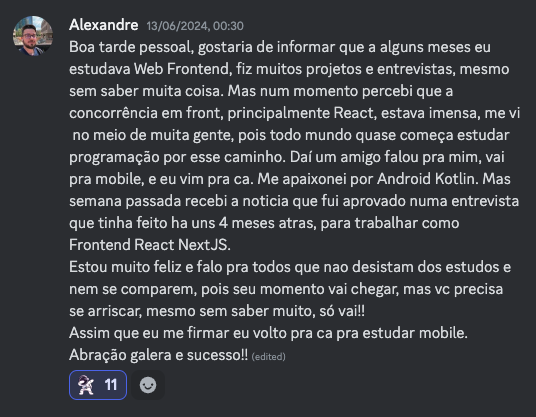 Alexandre 13/06/2024, 00:30
Boa tarde pessoal, gostaria de informar que a alguns meses eu
estudava Web Frontend, fiz muitos projetos e entrevistas, mesmo
sem saber muita coisa. Mas num momento percebi que a
concorrência em front, principalmente React, estava imensa, me vi
no meio de muita gente, pois todo mundo quase começa estudar
programação por esse caminho. Daí um amigo falou pra mim, vai
pra mobile, e eu vim pra ca. Me apaixonei por Android Kotlin. Mas
semana passada recebi a noticia que fui aprovado numa entrevista
que tinha feito ha uns 4 meses atras, para trabalhar como
Frontend React NextJS.
Estou muito feliz e falo pra todos que nao desistam dos estudos e
nem se comparem, pois seu momento vai chegar, mas vc precisa
se arriscar, mesmo sem saber muito, só vai!!
Assim que eu me firmar eu volto pra ca pra estudar mobile.
Abração galera e sucesso!! (edited)
11